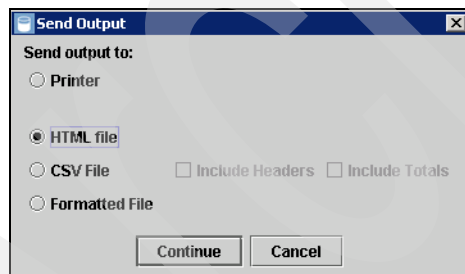 Send Output
Send output to:
Printer
HTML file
CSV File Include Headers Include Totals
Formatted File
Continue Cancel